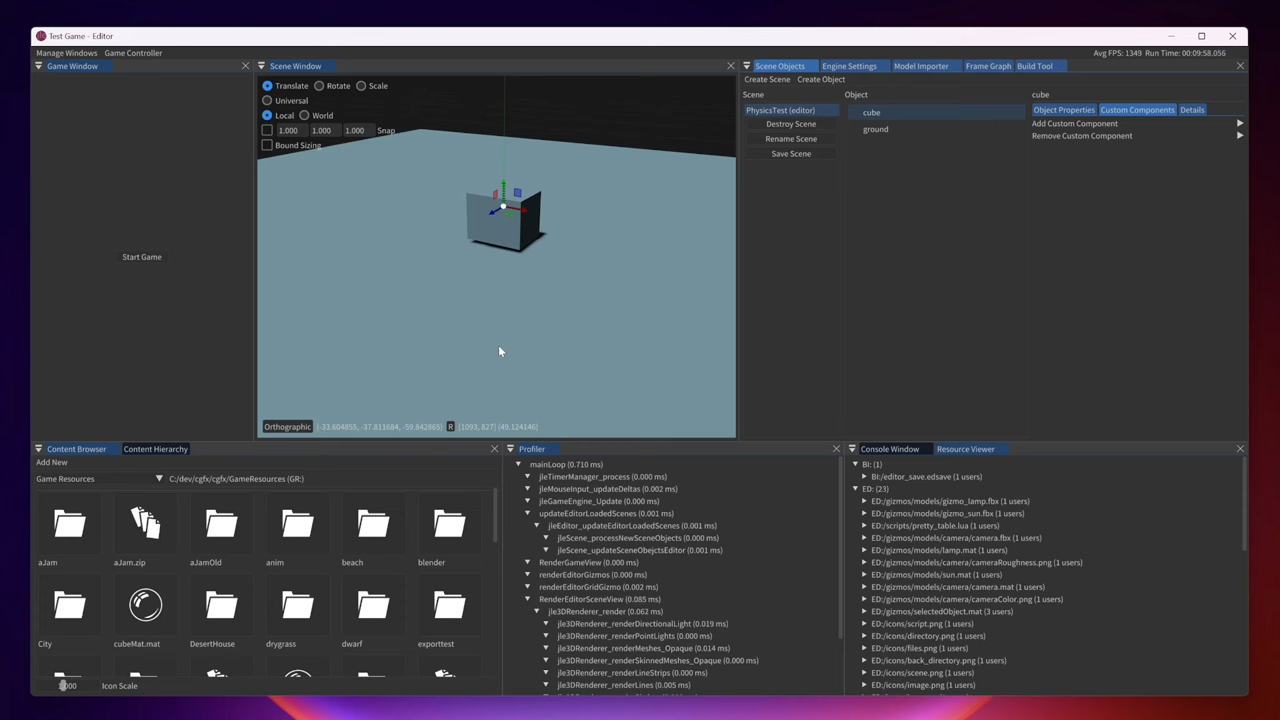 Test Game - Editor
Manage Windows Game Controller
Avg FPS: 1349 Run Time: 00:09:58.056
Game Window
Start Game
Scene Window
Translate Rotate Scale
Universal
Local World
1.000 1.000 1.000 Snap
Bound Sizing
Orthographic (-33.604855, -37.811684, -59.842865) R [1093, 827] (49.124146)
Scene Objects Engine Settings Model Importer Frame Graph Build Tool
Create Scene Create Object
Scene
PhysicsTest (editor)
Destroy Scene
Rename Scene
Save Scene
Object
cube
ground
cube
Object Properties Custom Components Details
Add Custom Component
Remove Custom Component
Content Browser Content Hierarchy
Add New
Game Resources C:/dev/cgfx/cgfx/GameResources (GR:)
aJam aJam.zip aJamOld anim beach blender
City cubeMat.mat DesertHouse drygrass dwarf exporttest
Icon Scale
Profiler
mainLoop (0.710 ms)
jleTimerManager_process (0.000 ms)
jleMouseInput_updateDeltas (0.002 ms)
jleGameEngine_Update (0.000 ms)
updateEditorLoadedScenes (0.001 ms)
jleEditor_updateEditorLoadedScenes (0.001 ms)
jleScene_processNewSceneObjects (0.000 ms)
jleScene_updateSceneObejctsEditor (0.001 ms)
RenderGameView (0.000 ms)
renderEditorGizmos (0.000 ms)
renderEditorGridGizmo (0.002 ms)
RenderEditorSceneView (0.085 ms)
jle3DRenderer_render (0.062 ms)
jle3DRenderer_renderDirectionalLight (0.019 ms)
jle3DRenderer_renderPointLights (0.000 ms)
jle3DRenderer_renderMeshes_Opaque (0.014 ms)
jle3DRenderer_renderSkinnedMeshes_Opaque (0.000 ms)
jle3DRenderer_renderLineStrips (0.000 ms)
jle3DRenderer_renderLines (0.005 ms)
Console Window Resource Viewer
BI: (1)
BI:/editor_save.edsave (1 users)
ED: (23)
ED:/gizmos/models/gizmo_lamp.fbx (1 users)
ED:/gizmos/models/gizmo_sun.fbx (1 users)
ED:/scripts/pretty_table.lua (1 users)
ED:/gizmos/models/camera/camera.fbx (1 users)
ED:/gizmos/models/lamp.mat (1 users)
ED:/gizmos/models/camera/cameraRoughness.png (1 users)
ED:/gizmos/models/sun.mat (1 users)
ED:/gizmos/models/camera/camera.mat (1 users)
ED:/gizmos/models/camera/cameraColor.png (1 users)
ED:/gizmos/selectedObject.mat (3 users)
ED:/icons/script.png (1 users)
ED:/icons/directory.png (1 users)
ED:/icons/files.png (1 users)
ED:/icons/back_directory.png (1 users)
ED:/icons/scene.png (1 users)
ED:/icons/image.png (1 users)